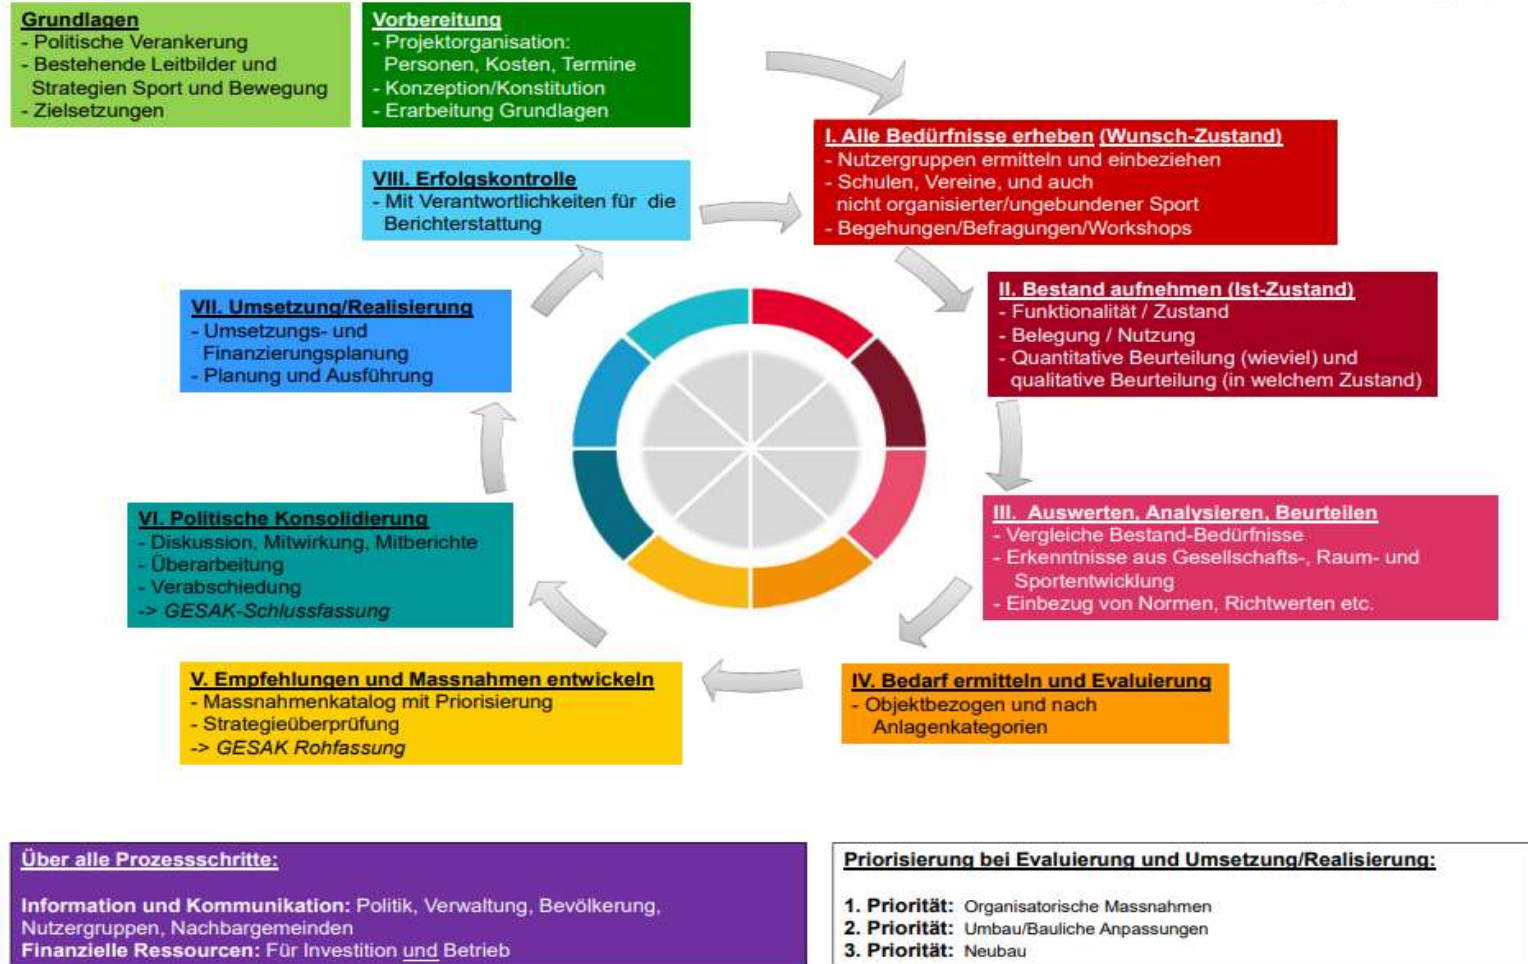 Grundlagen
- Politische Verankerung
- Bestehende Leitbilder und
Strategien Sport und Bewegung
- Zielsetzungen
Vorbereitung
- Projektorganisation:
Personen, Kosten, Termine
- Konzeption/Konstitution
- Erarbeitung Grundlagen
I. Alle Bedürfnisse erheben (Wunsch-Zustand)
- Nutzergruppen ermitteln und einbeziehen
- Schulen, Vereine, und auch
nicht organisierter/ungebundener Sport
- Begehungen/Befragungen/Workshops
II. Bestand aufnehmen (Ist-Zustand)
- Funktionalität / Zustand
- Belegung / Nutzung
- Quantitative Beurteilung (wieviel) und
qualitative Beurteilung (in welchem Zustand)
III. Auswerten, Analysieren, Beurteilen
- Vergleiche Bestand-Bedürfnisse
- Erkenntnisse aus Gesellschafts-, Raum- und
Sportentwicklung
- Einbezug von Normen, Richtwerten etc.
IV. Bedarf ermitteln und Evaluierung
- Objektbezogen und nach
Anlagenkategorien
V. Empfehlungen und Massnahmen entwickeln
- Massnahmenkatalog mit Priorisierung
- Strategieüberprüfung
-> GESAK Rohfassung
VI. Politische Konsolidierung
- Diskussion, Mitwirkung, Mitberichte
- Überarbeitung
- Verabschiedung
-> GESAK-Schlussfassung
VII. Umsetzung/Realisierung
- Umsetzungs- und
Finanzierungsplanung
- Planung und Ausführung
VIII. Erfolgskontrolle
- Mit Verantwortlichkeiten für die
Berichterstattung
Über alle Prozessschritte:
Information und Kommunikation: Politik, Verwaltung, Bevölkerung,
Nutzergruppen, Nachbargemeinden
Finanzielle Ressourcen: Für Investition und Betrieb
Priorisierung bei Evaluierung und Umsetzung/Realisierung:
1. Priorität: Organisatorische Massnahmen
2. Priorität: Umbau/Bauliche Anpassungen
3. Priorität: Neubau